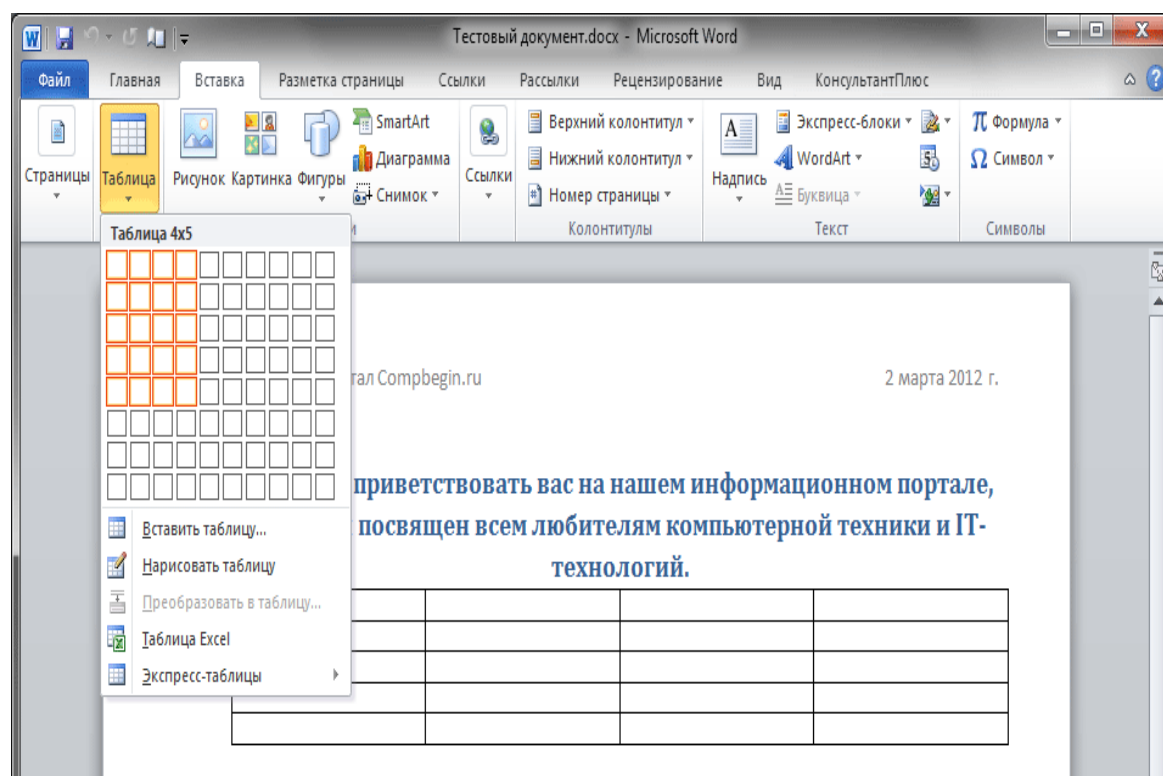 Тестовый документ.docx - Microsoft Word
Файл Главная Вставка Разметка страницы Ссылки Рассылки Рецензирование Вид КонсультантПлюс
Страницы
Таблица
Рисунок
Картинка
Фигуры
SmartArt
Диаграмма
Снимок
Ссылки
Верхний колонтитул
Нижний колонтитул
Номер страницы
Колонтитулы
Надпись
Экспресс-блоки
WordArt
Буквица
Текст
Формула
Символ
Символы
Таблица 4x5
Вставить таблицу...
Нарисовать таблицу
Преобразовать в таблицу...
Таблица Excel
Экспресс-таблицы
Compbegin.ru 2 марта 2012 г.
приветствовать вас на нашем информационном портале,
посвящен всем любителям компьютерной техники и IT-
технологий.